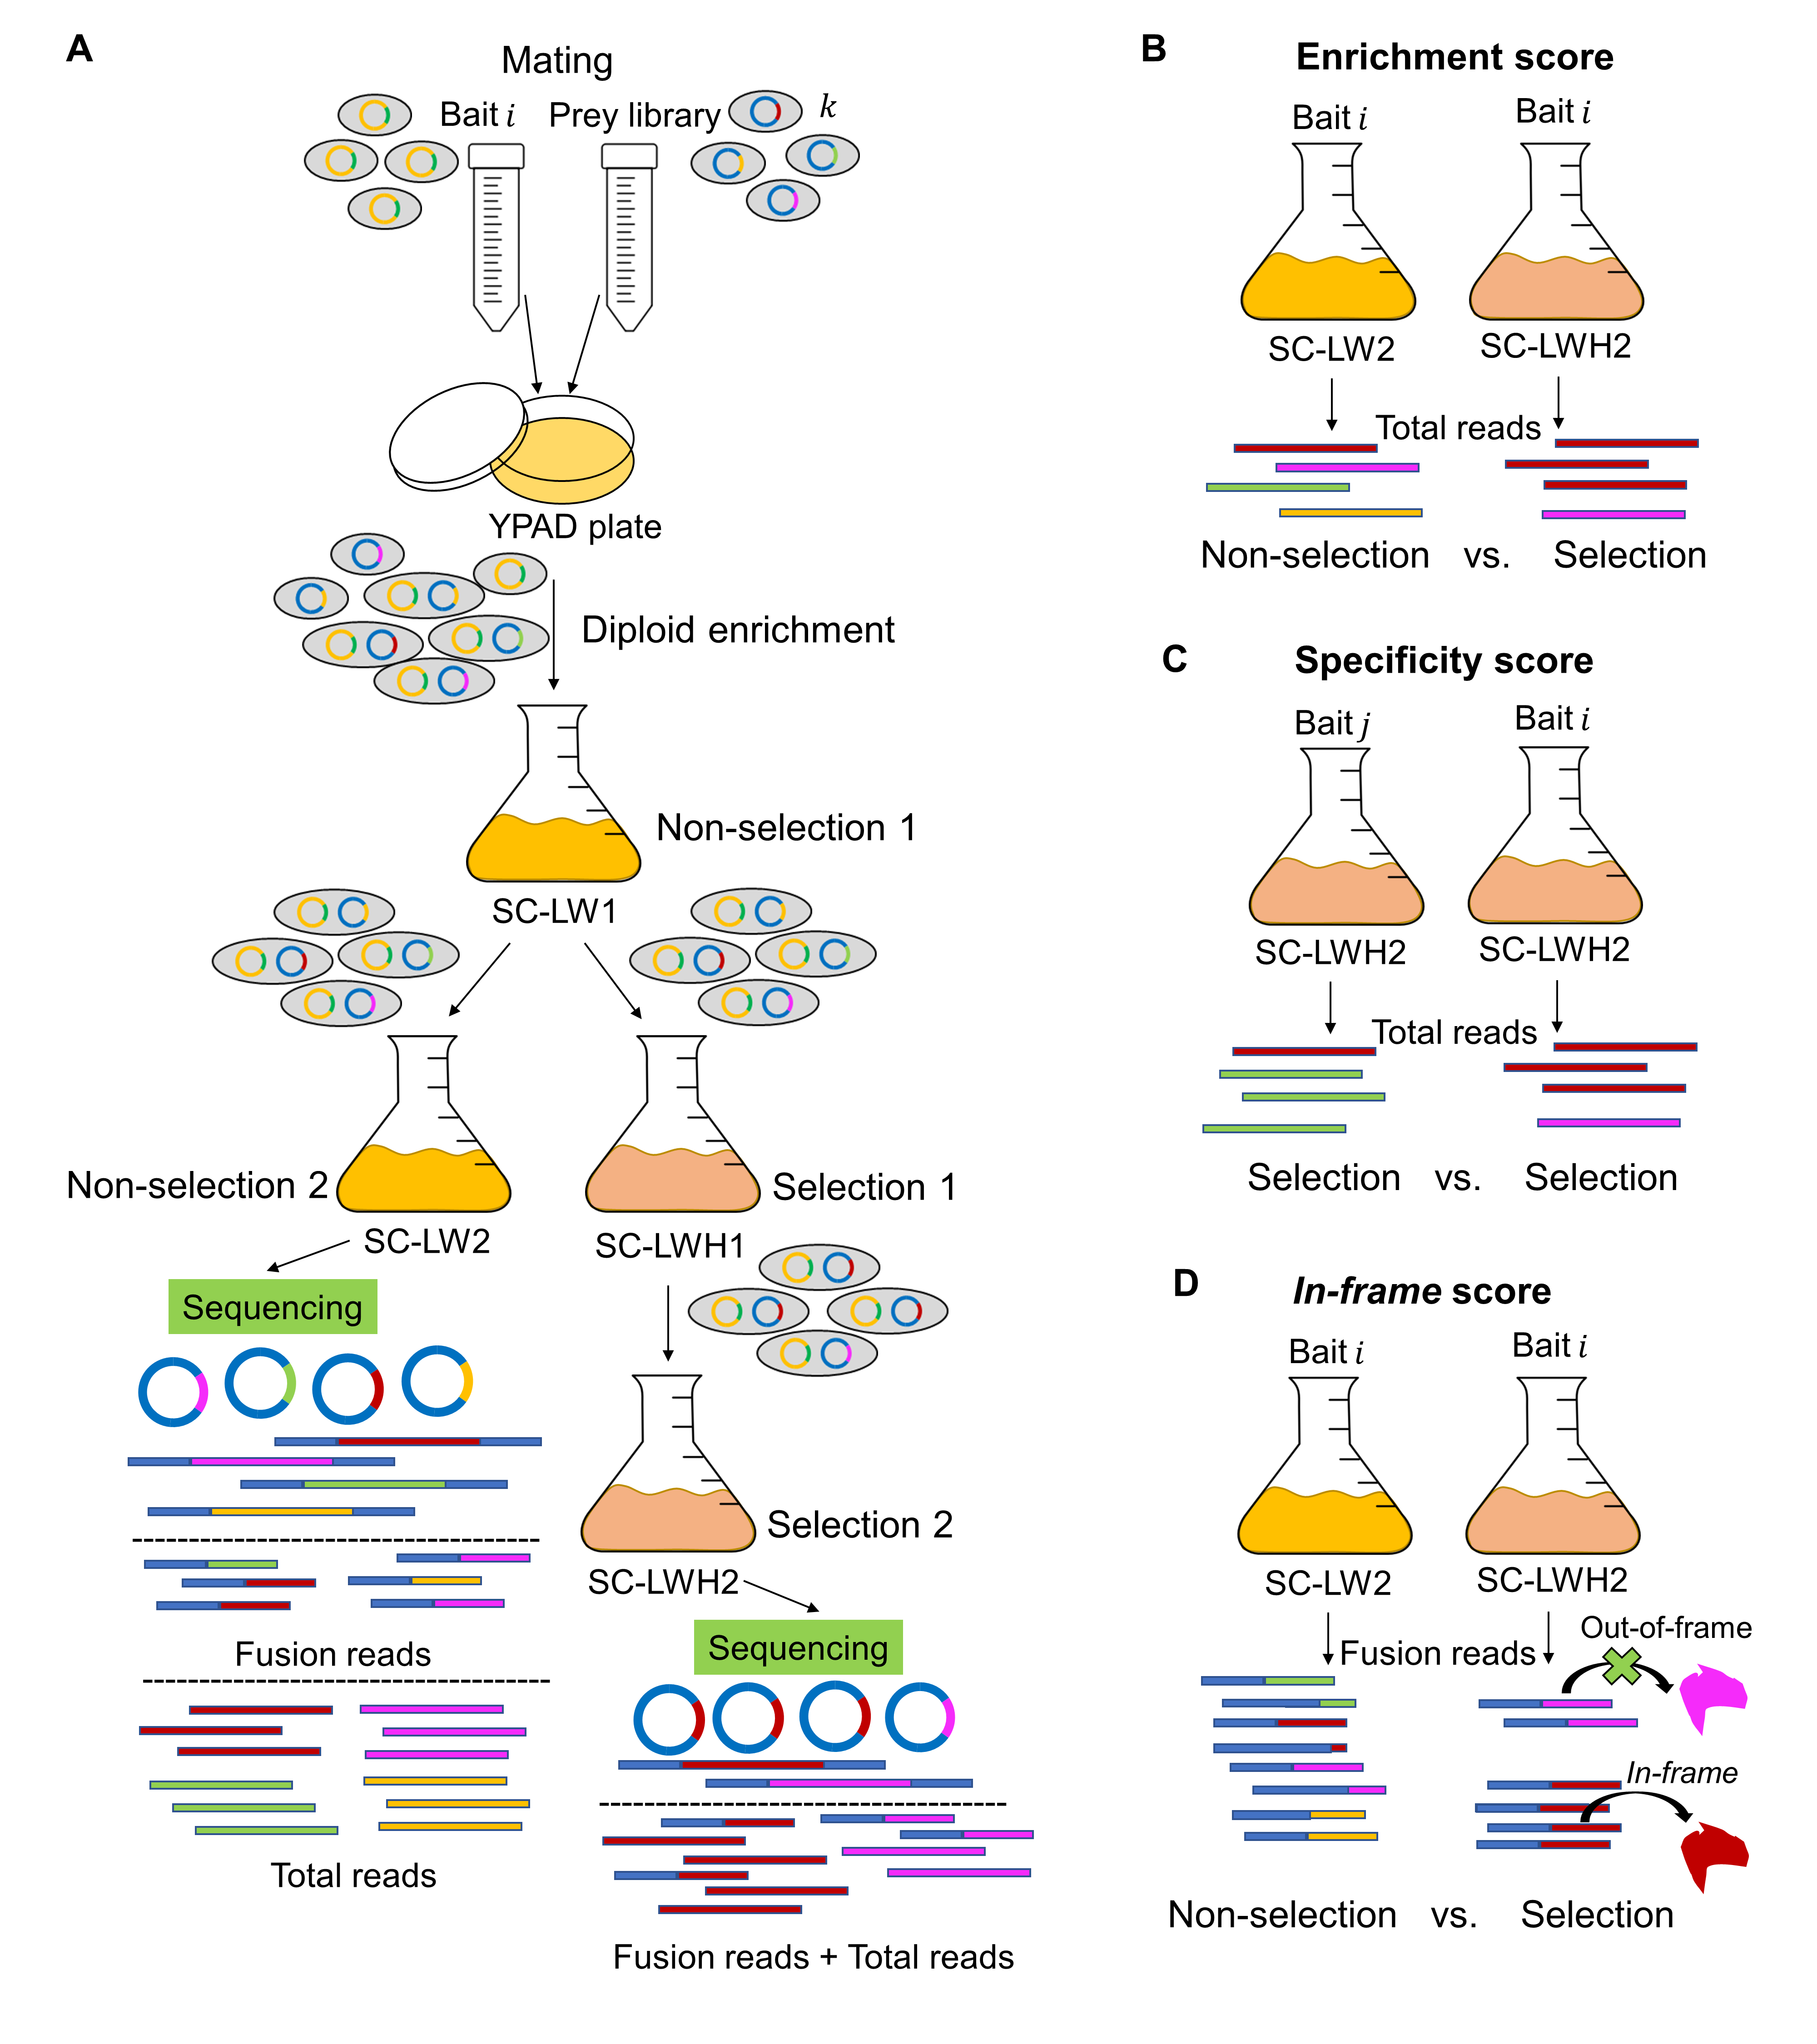 A
Mating
Bait i
Prey library
k
YPAD plate
Diploid enrichment
Non-selection 1
SC-LW1
Non-selection 2
Selection 1
SC-LW2
SC-LWH1
Sequencing
Selection 2
SC-LWH2
Fusion reads
Sequencing
Total reads
Fusion reads + Total reads
B
Enrichment score
Bait i
Bait i
SC-LW2
SC-LWH2
Total reads
Non-selection vs. Selection
C
Specificity score
Bait j
Bait i
SC-LWH2
SC-LWH2
Total reads
Selection vs. Selection
D
In-frame score
Bait i
Bait i
SC-LW2
SC-LWH2
Out-of-frame
Fusion reads
In-frame
Non-selection vs. Selection